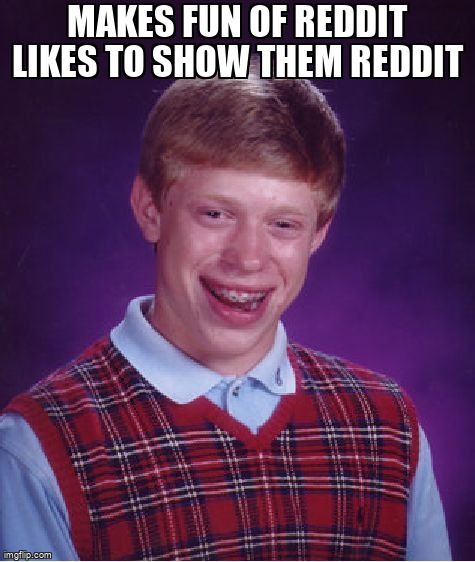 MAKES FUN OF REDDIT
LIKES TO SHOW THEM REDDIT
imgflip.com